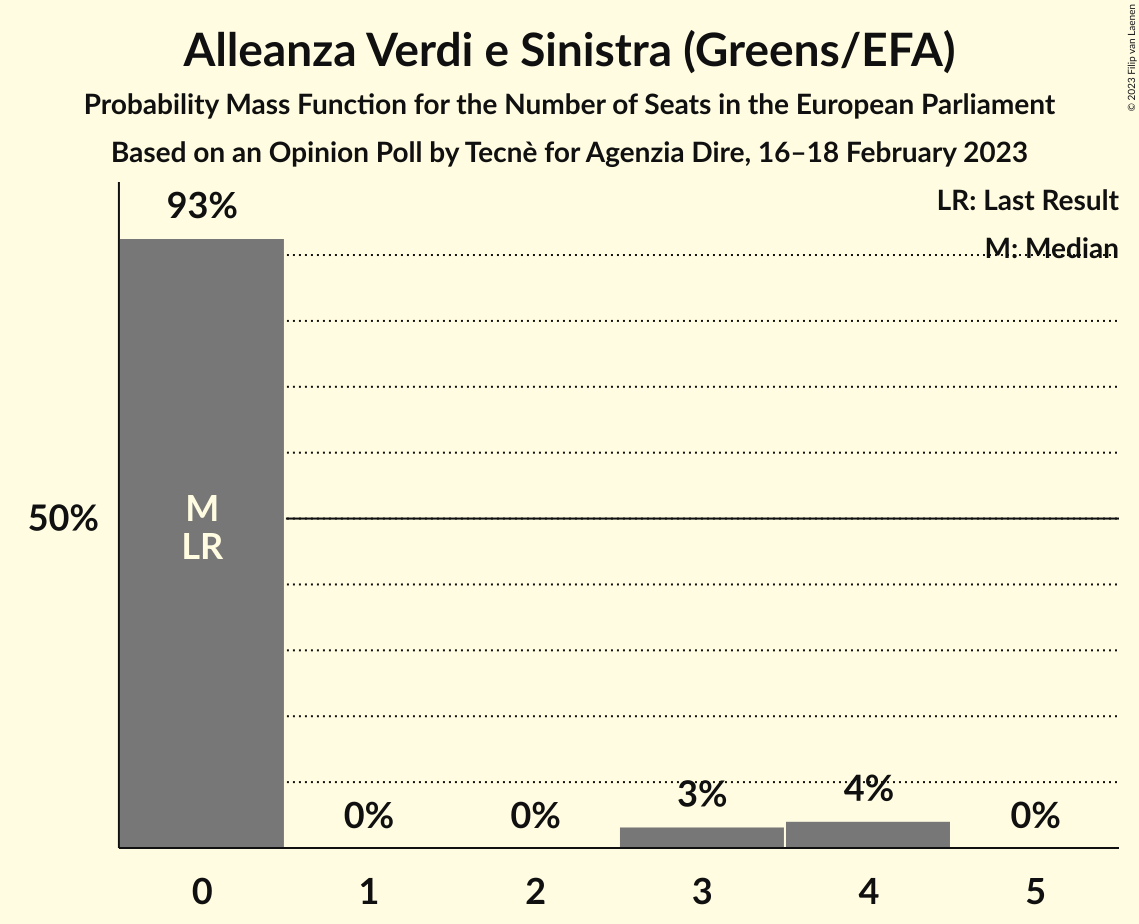 Alleanza Verdi e Sinistra (Greens/EFA)
Probability Mass Function for the Number of Seats in the European Parliament
Based on an Opinion Poll by Tecnè for Agenzia Dire, 16–18 February 2023
© 2023 Filip van Laenen
LR: Last Result
M: Median
93%
50%
M
LR
0%
0%
3%
4%
0%
0
1
2
3
4
5